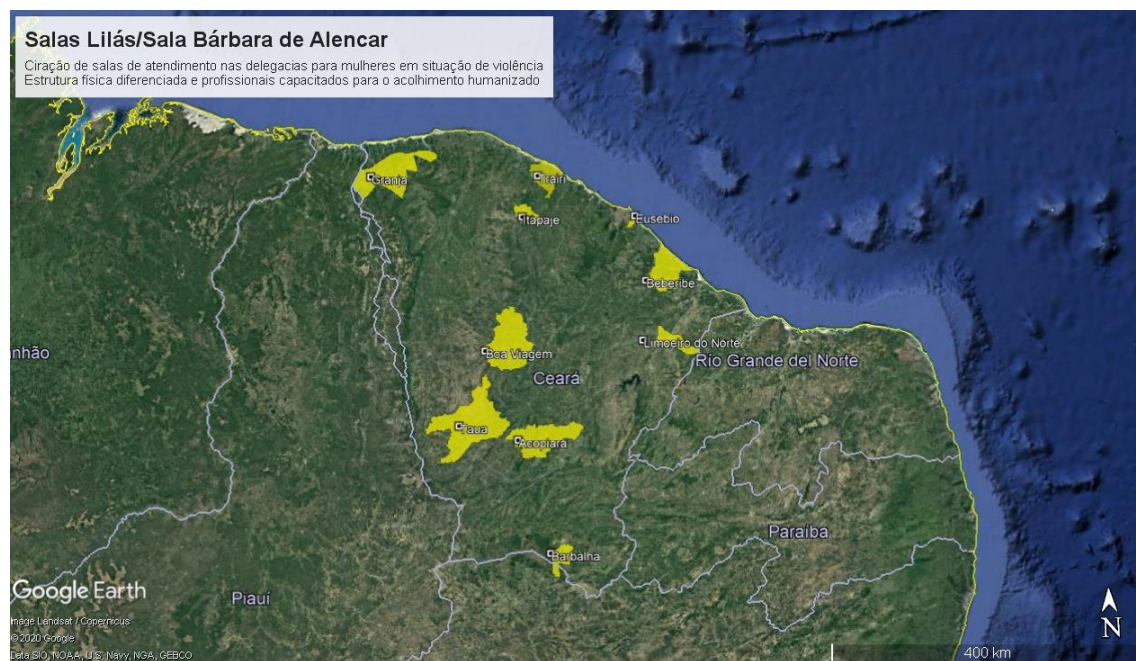 Salas Lilás/Sala Bárbara de Alencar
Ciração de salas de atendimento nas delegacias para mulheres em situação de violência
Estrutura física diferenciada e profissionais capacitados para o acolhimento humanizado
Granja
Trairi
Itapaje
Eusébio
Beberibe
Limoeiro do Norte
nhão
Boa Viagem
Rio Grande del Norte
Ceará
Taua
Acopiara
Paraíba
Barbalha
Google Earth
Piauí
Image Landsat / Copernicus
©2020 Google
Data SIO, NOAA, U.S. Navy, NGA, GEBCO
N
400 km